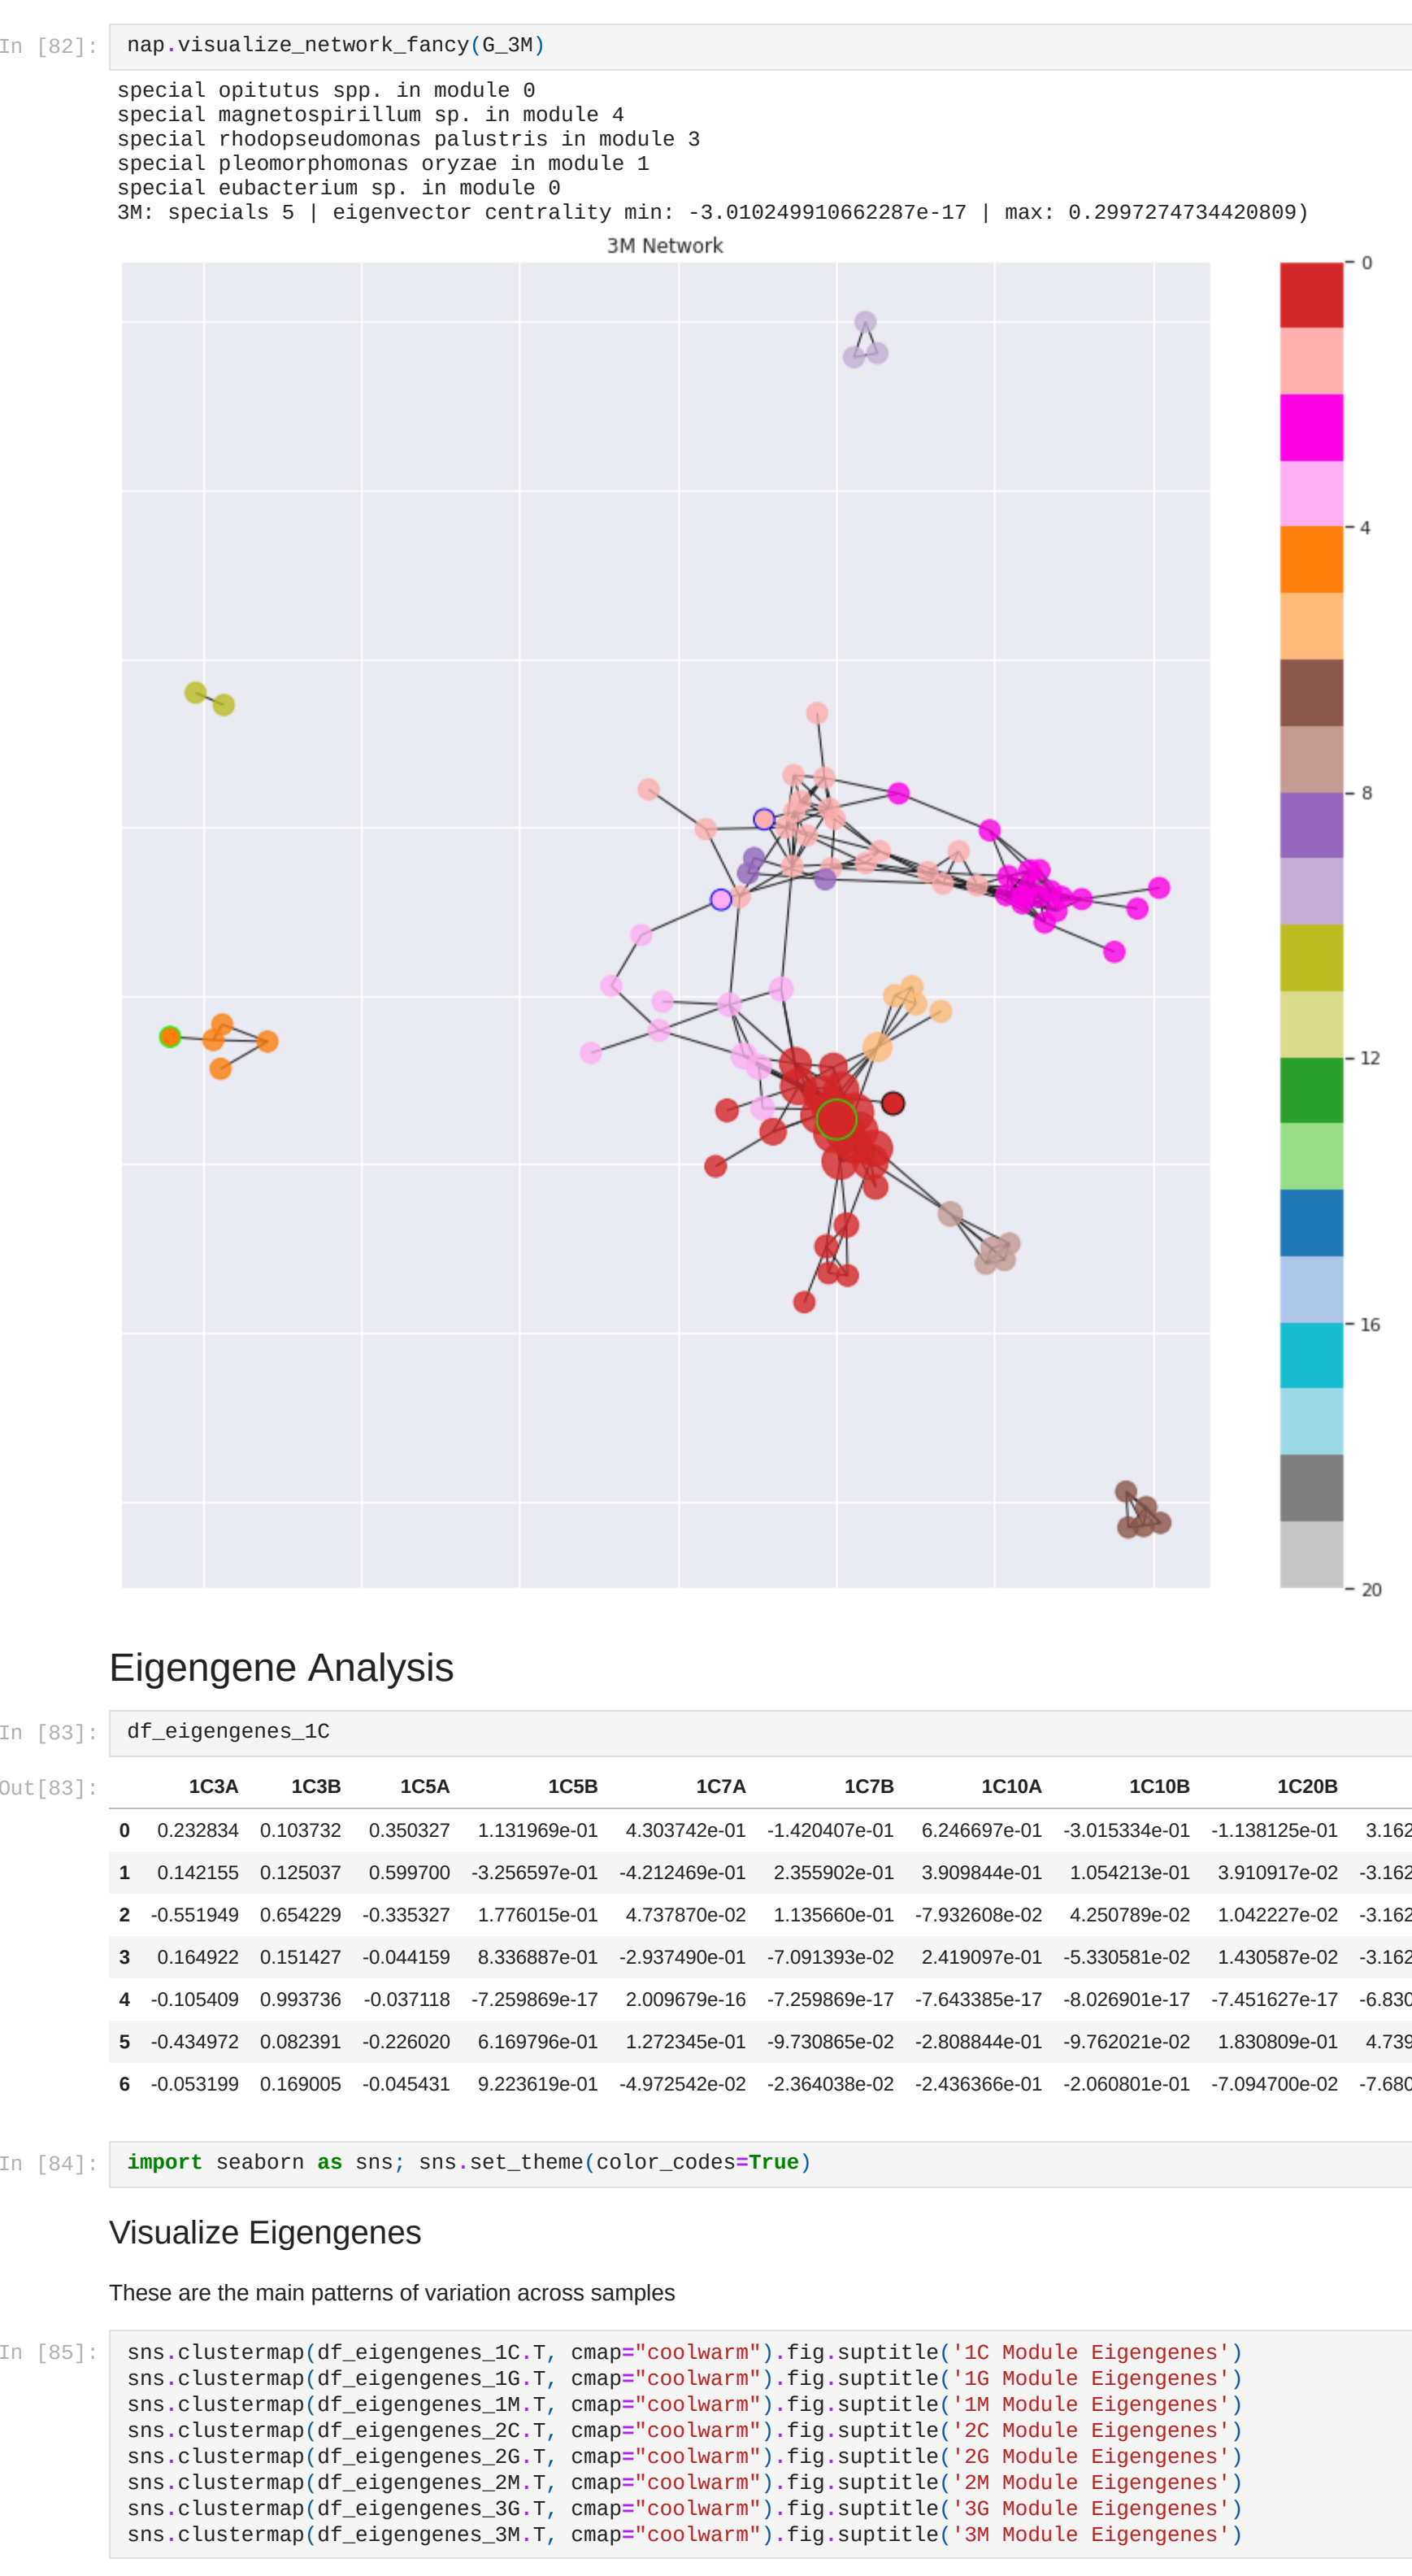 In [82]: nap.visualize_network_fancy(G_3M)
special opitutus spp. in module 0
special magnetospirillum sp. in module 4
special rhodopseudomonas palustris in module 3
special pleomorphomonas oryzae in module 1
special eubacterium sp. in module 0
3M: specials 5 | eigenvector centrality min: -3.010249910662287e-17 | max: 0.2997274734420809)
3M Network
0
4
8
12
16
20
Eigengene Analysis
In [83]: df_eigengenes_1C
Out[83]: 1C3A 1C3B 1C5A 1C5B 1C7A 1C7B 1C10A 1C10B 1C20B
0 0.232834 0.103732 0.350327 1.131969e-01 4.303742e-01 -1.420407e-01 6.246697e-01 -3.015334e-01 -1.138125e-01 3.162
1 0.142155 0.125037 0.599700 -3.256597e-01 -4.212469e-01 2.355902e-01 3.909844e-01 1.054213e-01 3.910917e-02 -3.162
2 -0.551949 0.654229 -0.335327 1.776015e-01 4.737870e-02 1.135660e-01 -7.932608e-02 4.250789e-02 1.042227e-02 -3.162
3 0.164922 0.151427 -0.044159 8.336887e-01 -2.937490e-01 -7.091393e-02 2.419097e-01 -5.330581e-02 1.430587e-02 -3.162
4 -0.105409 0.993736 -0.037118 -7.259869e-17 2.009679e-16 -7.259869e-17 -7.643385e-17 -8.026901e-17 -7.451627e-17 -6.830
5 -0.434972 0.082391 -0.226020 6.169796e-01 1.272345e-01 -9.730865e-02 -2.808844e-01 -9.762021e-02 1.830809e-01 4.739
6 -0.053199 0.169005 -0.045431 9.223619e-01 -4.972542e-02 -2.364038e-02 -2.436366e-01 -2.060801e-01 -7.094700e-02 -7.680
In [84]: import seaborn as sns; sns.set_theme(color_codes=True)
Visualize Eigengenes
These are the main patterns of variation across samples
In [85]: sns.clustermap(df_eigengenes_1C.T, cmap="coolwarm").fig.suptitle('1C Module Eigengenes')
sns.clustermap(df_eigengenes_1G.T, cmap="coolwarm").fig.suptitle('1G Module Eigengenes')
sns.clustermap(df_eigengenes_1M.T, cmap="coolwarm").fig.suptitle('1M Module Eigengenes')
sns.clustermap(df_eigengenes_2C.T, cmap="coolwarm").fig.suptitle('2C Module Eigengenes')
sns.clustermap(df_eigengenes_2G.T, cmap="coolwarm").fig.suptitle('2G Module Eigengenes')
sns.clustermap(df_eigengenes_2M.T, cmap="coolwarm").fig.suptitle('2M Module Eigengenes')
sns.clustermap(df_eigengenes_3G.T, cmap="coolwarm").fig.suptitle('3G Module Eigengenes')
sns.clustermap(df_eigengenes_3M.T, cmap="coolwarm").fig.suptitle('3M Module Eigengenes')